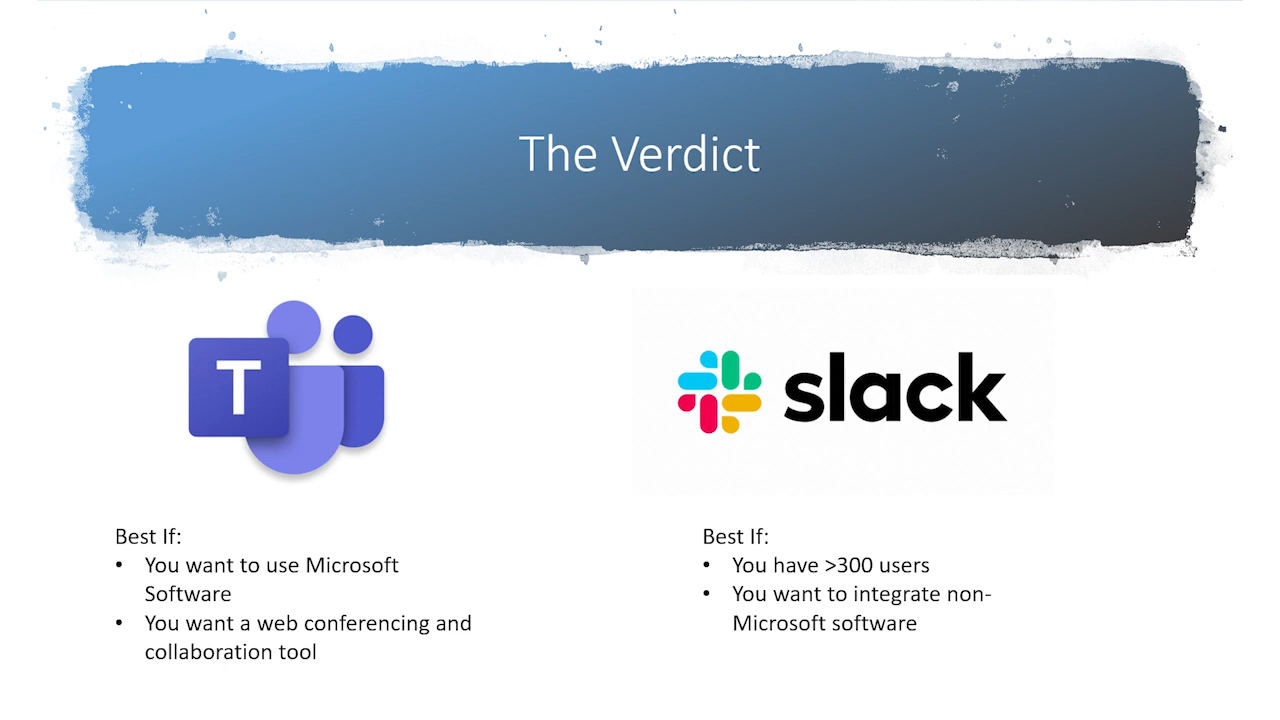 The Verdict
T
slack
Best If:
• You want to use Microsoft
Software
• You want a web conferencing and
collaboration tool
Best If:
• You have >300 users
• You want to integrate non-
Microsoft software